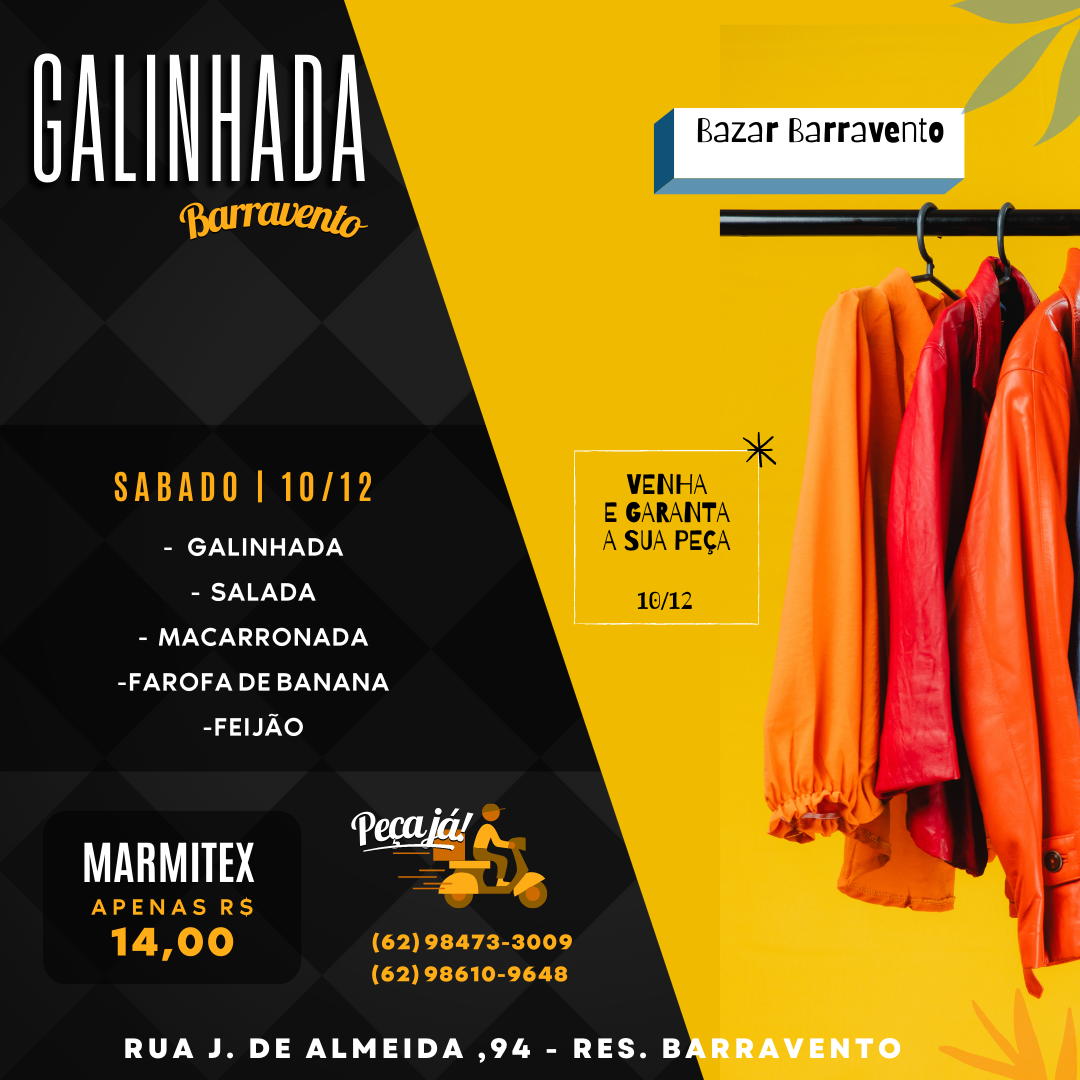 GALINHADA
Barravento
SABADO | 10/12
- GALINHADA
- SALADA
- MACARRONADA
-FAROFA DE BANANA
-FEIJÃO
MARMITEX
APENAS R$
14,00
Peça já!
(62) 98473-3009
(62) 98610-9648
Bazar Barravento
VENHA
E GARANTA
A SUA PEÇA
10/12
RUA J. DE ALMEIDA ,94 - RES. BARRAVENTO